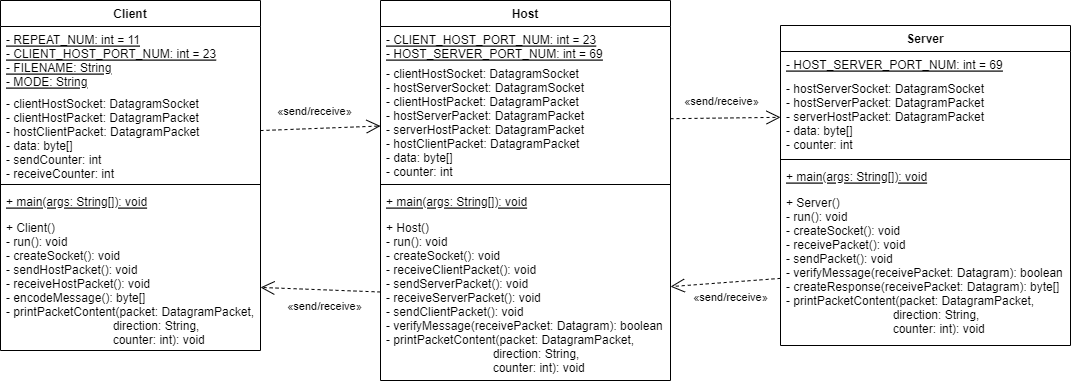 Client
- REPEAT_NUM: int = 11
- CLIENT_HOST_PORT_NUM: int = 23
- FILENAME: String
- MODE: String
- clientHostSocket: DatagramSocket
- clientHostPacket: DatagramPacket
- hostClientPacket: DatagramPacket
- data: byte[]
- sendCounter: int
- receiveCounter: int
+ main(args: String[]): void
+ Client()
- run(): void
- createSocket(): void
- sendHostPacket(): void
- receiveHostPacket(): void
- encodeMessage(): byte[]
- printPacketContent(packet: DatagramPacket,
direction: String,
counter: int): void
«send/receive»
«send/receive»
Host
- CLIENT_HOST_PORT_NUM: int = 23
- HOST_SERVER_PORT_NUM: int = 69
- clientHostSocket: DatagramSocket
- hostServerSocket: DatagramSocket
- clientHostPacket: DatagramPacket
- hostServerPacket: DatagramPacket
- serverHostPacket: DatagramPacket
- hostClientPacket: DatagramPacket
- data: byte[]
- counter: int
+ main(args: String[]): void
+ Host()
- run(): void
- createSocket(): void
- receiveClientPacket(): void
- sendServerPacket(): void
- receiveServerPacket(): void
- sendClientPacket(): void
- verifyMessage(receivePacket: Datagram): boolean
- printPacketContent(packet: DatagramPacket,
direction: String,
counter: int): void
«send/receive»
«send/receive»
Server
- HOST_SERVER_PORT_NUM: int = 69
- hostServerSocket: DatagramSocket
- hostServerPacket: DatagramPacket
- serverHostPacket: DatagramPacket
- data: byte[]
- counter: int
+ main(args: String[]): void
+ Server()
- run(): void
- createSocket(): void
- receivePacket(): void
- sendPacket(): void
- verifyMessage(receivePacket: Datagram): boolean
- createResponse(receivePacket: Datagram): byte[]
- printPacketContent(packet: DatagramPacket,
direction: String,
counter: int): void